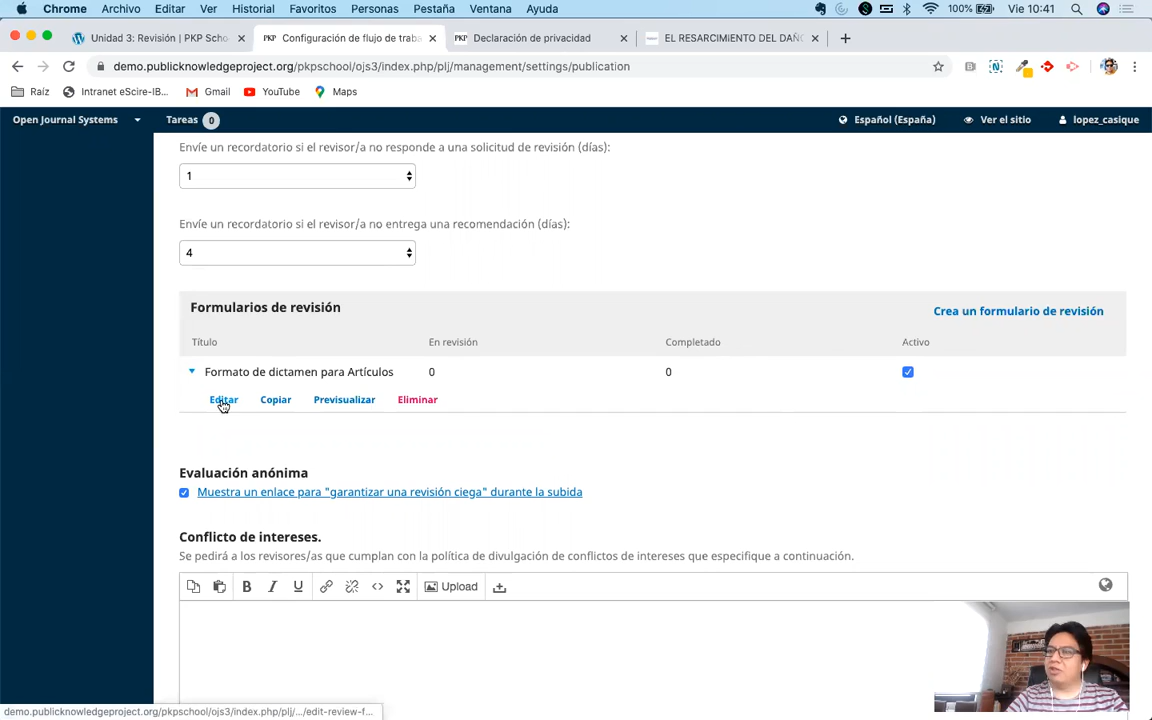 Chrome Archivo Editar Ver Historial Favoritos Personas Pestaña Ventana Ayuda 100% Vie 10:41
Unidad 3: Revisión | PKP Scho Configuración de flujo de traba Declaración de privacidad EL RESARCIMIENTO DEL DAÑO
demo.publicknowledgeproject.org/pkpschool/ojs3/index.php/plj/management/settings/publication
Raíz Intranet eScire-IB... Gmail YouTube Maps
Open Journal Systems Tareas 0 Español (España) Ver el sitio lopez_casique
Envíe un recordatorio si el revisor/a no responde a una solicitud de revisión (días):
1
Envíe un recordatorio si el revisor/a no entrega una recomendación (días):
4
Formularios de revisión Crea un formulario de revisión
Título En revisión Completado Activo
Formato de dictamen para Artículos 0 0
Editar Copiar Previsualizar Eliminar
Evaluación anónima
Muestra un enlace para "garantizar una revisión ciega" durante la subida
Conflicto de intereses.
Se pedirá a los revisores/as que cumplan con la política de divulgación de conflictos de intereses que especifique a continuación.
B I U Upload
demo.publicknowledgeproject.org/pkpschool/ojs3/index.php/plj/.../edit-review-f...